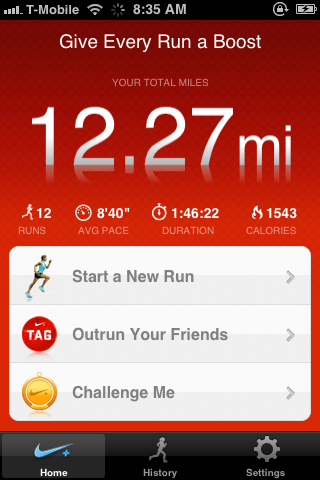 T-Mobile 8:35 AM
Give Every Run a Boost
YOUR TOTAL MILES
12.27mi
12 8'40" 1:46:22 1543
RUNS AVG PACE DURATION CALORIES
Start a New Run
TAG
Outrun Your Friends
Challenge Me
Home History Settings